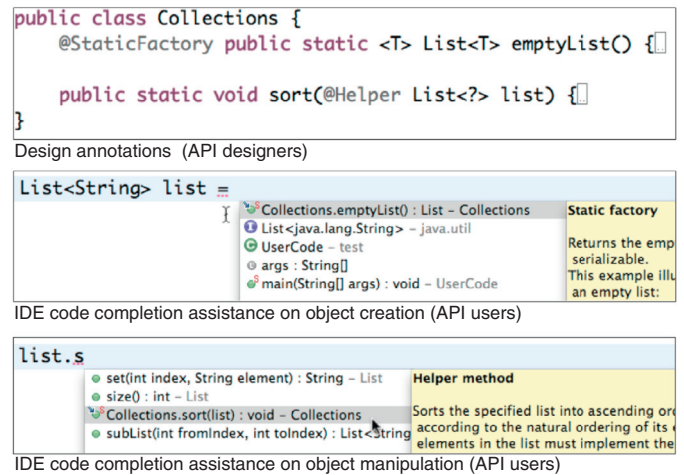 public class Collections {
@StaticFactory public static <T> List<T> emptyList() {
public static void sort(@Helper List<?> list) {
}
Design annotations (API designers)
List<String> list =
Collections.emptyList() : List – Collections
List<java.lang.String> – java.util
UserCode – test
args : String[]
main(String[] args) : void – UserCode
Static factory
Returns the emp
serializable.
This example illu
an empty list:
IDE code completion assistance on object creation (API users)
list.s
set(int index, String element) : String – List
size() : int – List
Collections.sort(list) : void – Collections
subList(int fromIndex, int toIndex) : List<String
Helper method
Sorts the specified list into ascending ord
according to the natural ordering of its e
elements in the list must implement the
IDE code completion assistance on object manipulation (API users)